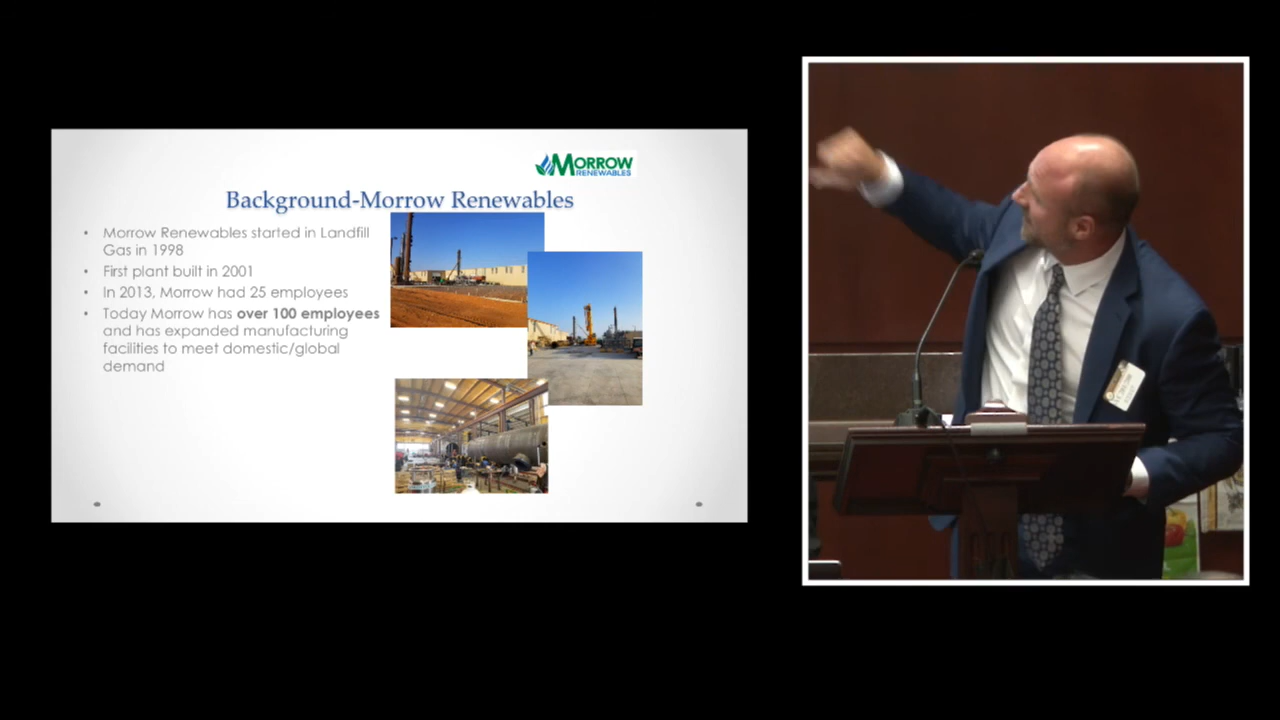 MORROW
RENEWABLES
Background-Morrow Renewables
• Morrow Renewables started in Landfill
Gas in 1998
• First plant built in 2001
• In 2013, Morrow had 25 employees
• Today Morrow has over 100 employees
and has expanded manufacturing
facilities to meet domestic/global
demand